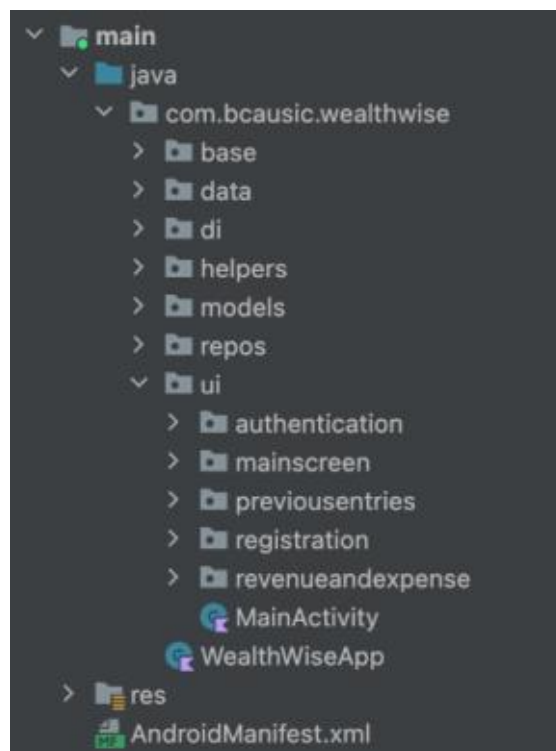 main
java
com.bcausic.wealthwise
base
data
di
helpers
models
repos
ui
authentication
mainscreen
previousentries
registration
revenueandexpense
MainActivity
WealthWiseApp
res
MF AndroidManifest.xml